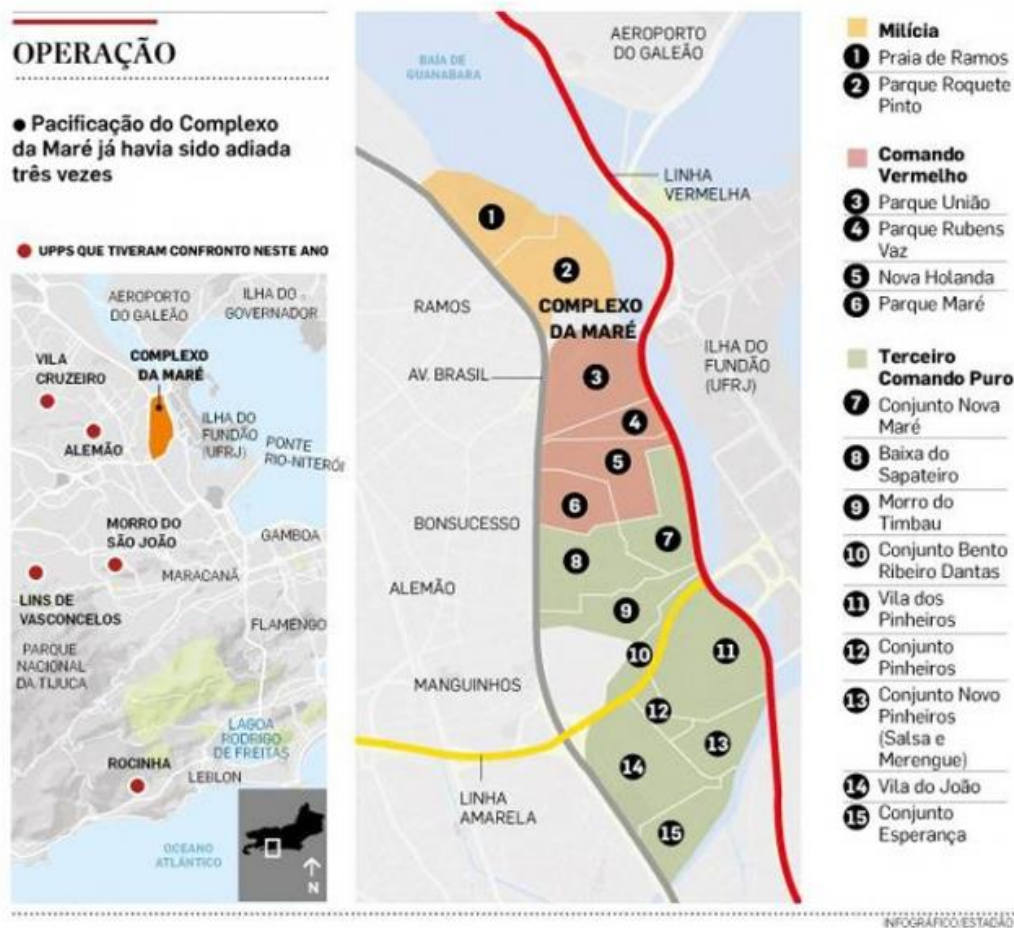 OPERAÇÃO
● Pacificação do Complexo
da Maré já havia sido adiada
três vezes
UPPS QUE TIVERAM CONFRONTO NESTE ANO
AEROPORTO
DO GALEÃO
ILHA DO
GOVERNADOR
VILA
CRUZEIRO
COMPLEXO
DA MARÉ
ALEMÃO
ILHA DO
FUNDÃO
(UFRJ)
PONTE
RIO-NITERÓI
MORRO DO
SÃO JOÃO
GAMBOA
MARACANÃ
LINS DE
VASCONCELOS
FLAMENGO
PARQUE
NACIONAL
DA TIJUCA
LAGOA
RODRIGO
DE FREITAS
ROCINHA
LEBLON
OCEANO
ATLÂNTICO
N
BAÍA DE
GUANABARA
AEROPORTO
DO GALEÃO
LINHA
VERMELHA
1
2
RAMOS
COMPLEXO
DA MARÉ
AV. BRASIL
ILHA DO
FUNDÃO
(UFRJ)
3
4
5
6
BONSUCESSO
7
8
ALEMÃO
9
10
11
MANGUINHOS
12
13
14
LINHA
AMARELA
15
Milícia
1 Praia de Ramos
2 Parque Roquete
Pinto
Comando
Vermelho
3 Parque União
4 Parque Rubens
Vaz
5 Nova Holanda
6 Parque Maré
Terceiro
Comando Puro
7 Conjunto Nova
Maré
8 Baixa do
Sapateiro
9 Morro do
Timbau
10 Conjunto Bento
Ribeiro Dantas
11 Vila dos
Pinheiros
12 Conjunto
Pinheiros
13 Conjunto Novo
Pinheiros
(Salsa e
Merengue)
14 Vila do João
15 Conjunto
Esperança
INFOGRÁFICO/ESTADÃO